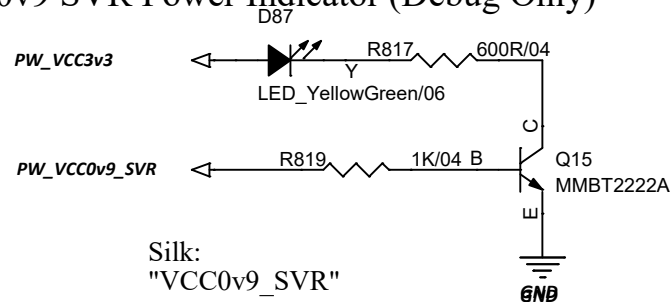 0v9 SVR Power Indicator (Debug Only)
D87
PW_VCC3v3
R817
600R/04
Y
LED_YellowGreen/06
C
PW_VCC0v9_SVR
R819
1K/04
B
Q15
MMBT2222A
E
Silk:
"VCC0v9_SVR"
GND